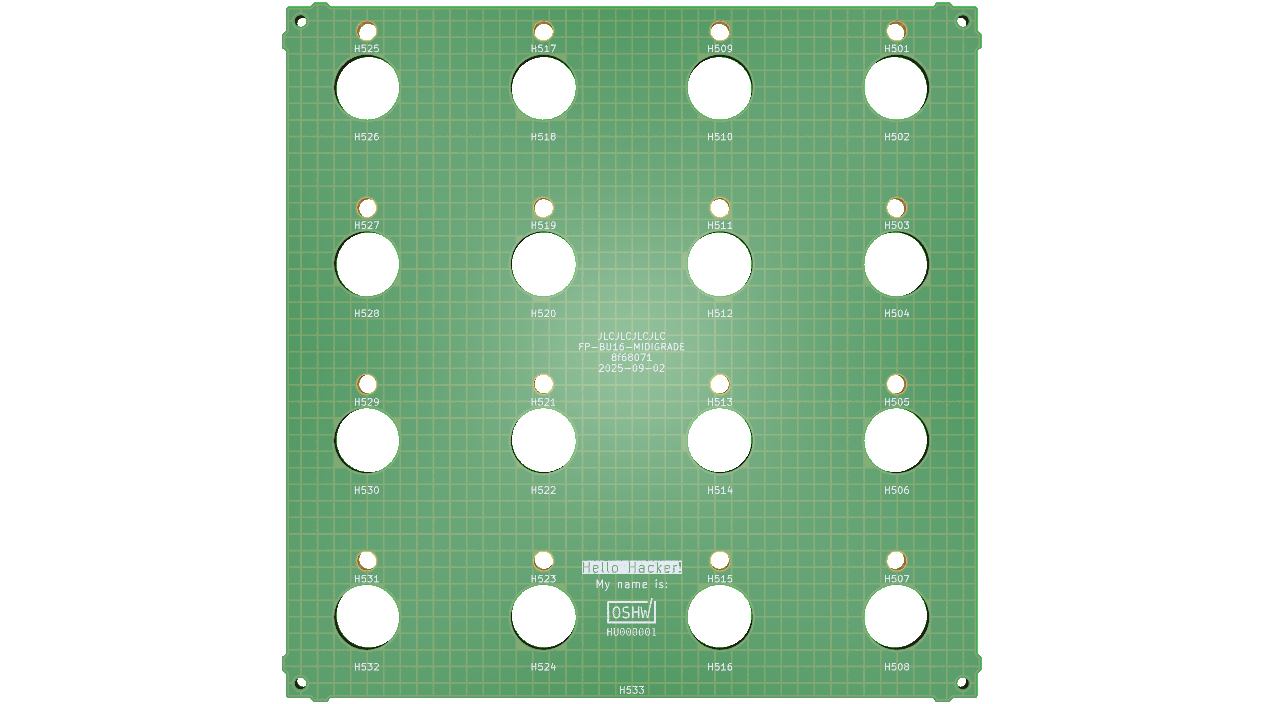 H525 H517 H509 H501
H526 H518 H510 H502
H527 H519 H511 H503
H528 H520 H512 H504
JLCJLCJLCJLC
FP-BU16-MIDIGRADE
8f68071
2025-09-02
H529 H521 H513 H505
H530 H522 H514 H506
Hello Hacker!
H531 H523 H515 H507
My name is:
OSHW
HU000001
H532 H524 H516 H508
H533